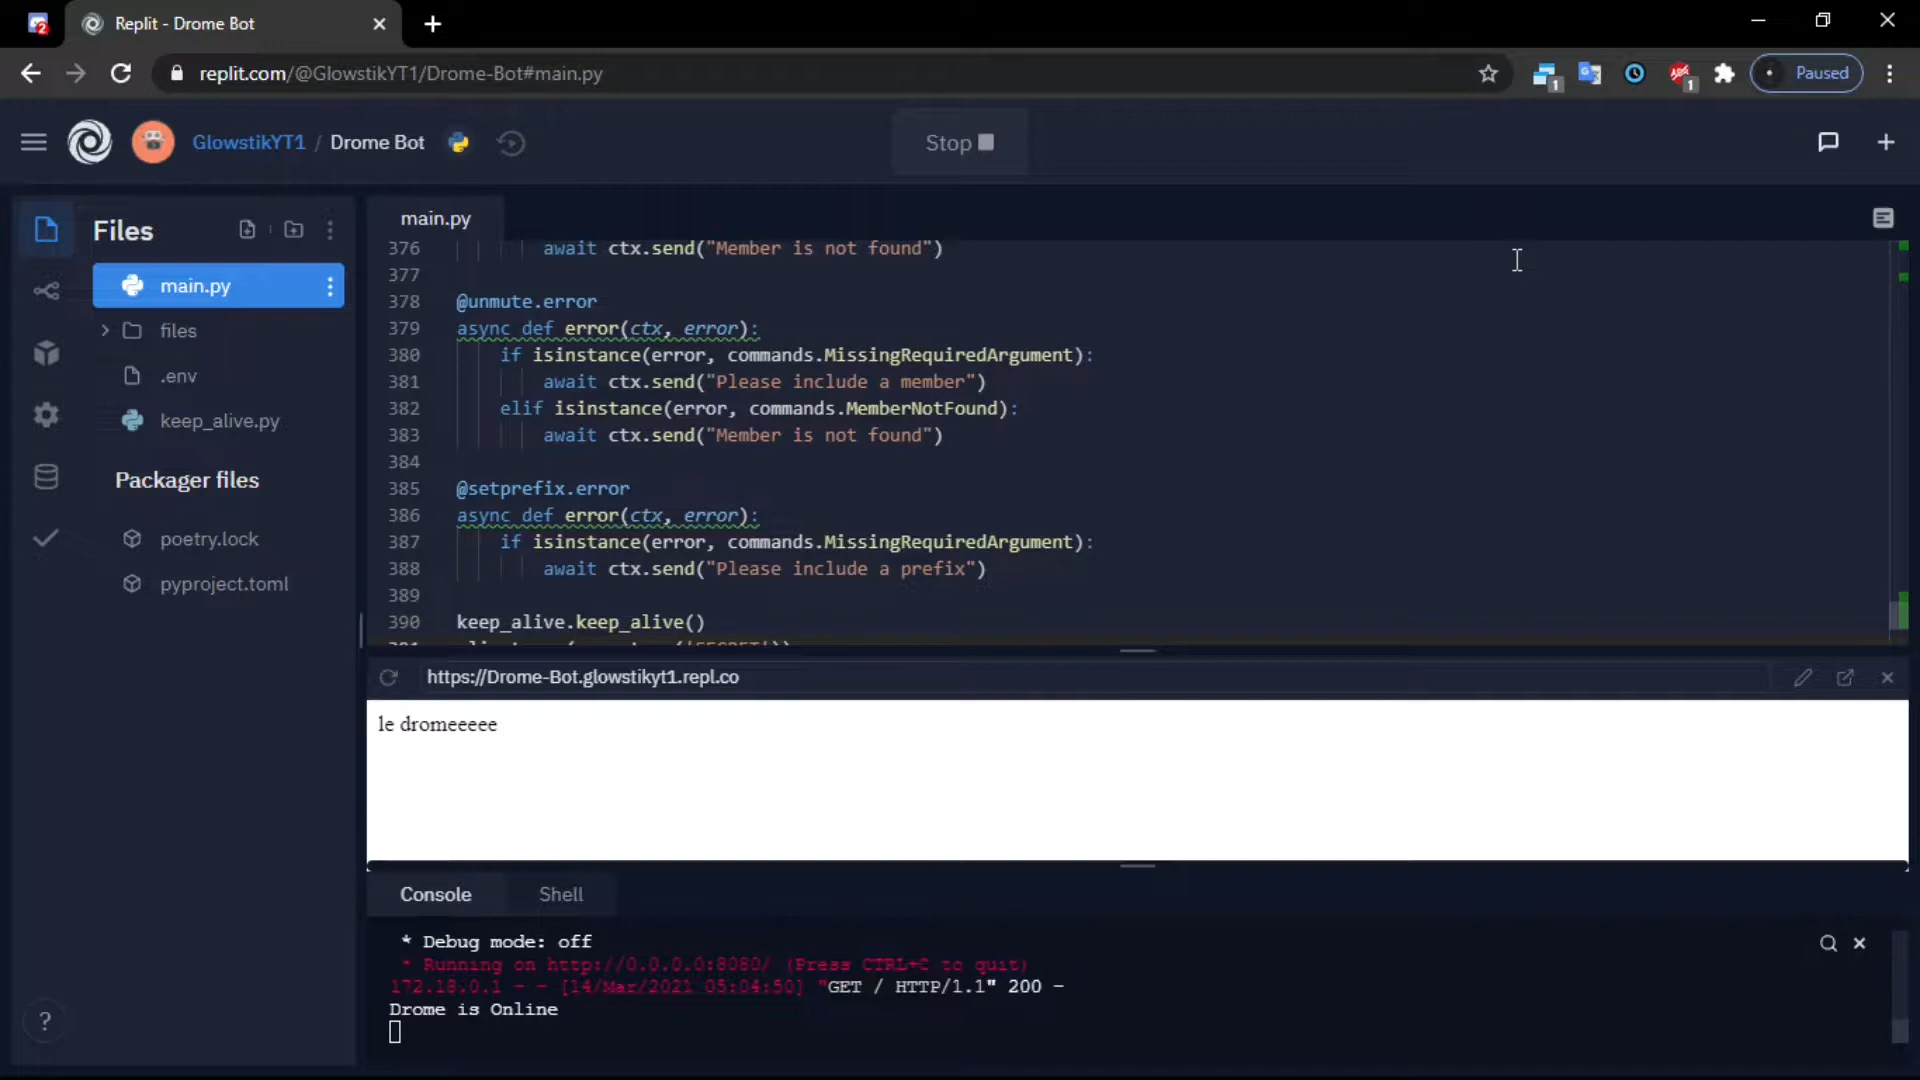 2
Replit - Drome Bot
replit.com/@GlowstikYT1/Drome-Bot#main.py
1
1
Paused
GlowstikYT1 / Drome Bot
Stop
Files
main.py
files
.env
keep_alive.py
Packager files
poetry.lock
pyproject.toml
?
main.py
376 await ctx.send("Member is not found")
377
378 @unmute.error
379 async def error(ctx, error):
380 if isinstance(error, commands.MissingRequiredArgument):
381 await ctx.send("Please include a member")
382 elif isinstance(error, commands.MemberNotFound):
383 await ctx.send("Member is not found")
384
385 @setprefix.error
386 async def error(ctx, error):
387 if isinstance(error, commands.MissingRequiredArgument):
388 await ctx.send("Please include a prefix")
389
390 keep_alive.keep_alive()
https://Drome-Bot.glowstikyt1.repl.co
le dromeeeee
Console
Shell
* Debug mode: off
* Running on http://0.0.0.0:8080/ (Press CTRL+C to quit)
172.18.0.1 - - [14/Mar/2021 05:04:50] "GET / HTTP/1.1" 200 -
Drome is Online